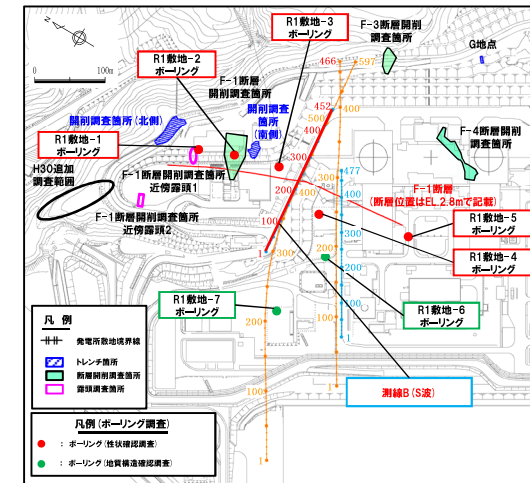 R1敷地-3
ボーリング
F-3断層開削
調査箇所
466
597
G地点
R1敷地-2
ボーリング
F-1断層
開削調査箇所
0
100m
452
500
400
400
開削調査箇所(北側)
開削調査
箇所
(南側)
F-4断層開削
調査箇所
R1敷地-1
ボーリング
300
300
477
H30追加
調査範囲
F-1断層開削調査箇所
近傍露頭1
200
400
F-1断層
(断層位置はEL.2.8mで記載)
F-1断層開削調査箇所
近傍露頭2
100
300
R1敷地-5
ボーリング
1
300
200
200
R1敷地-4
ボーリング
R1敷地-7
ボーリング
R1敷地-6
ボーリング
200
100
100
1
測線B(S波)
100
1
1
凡 例
発電所敷地境界線
トレンチ箇所
断層開削調査箇所
露頭調査箇所
凡例(ボーリング調査)
: ボーリング(性状確認調査)
: ボーリング(地質構造確認調査)